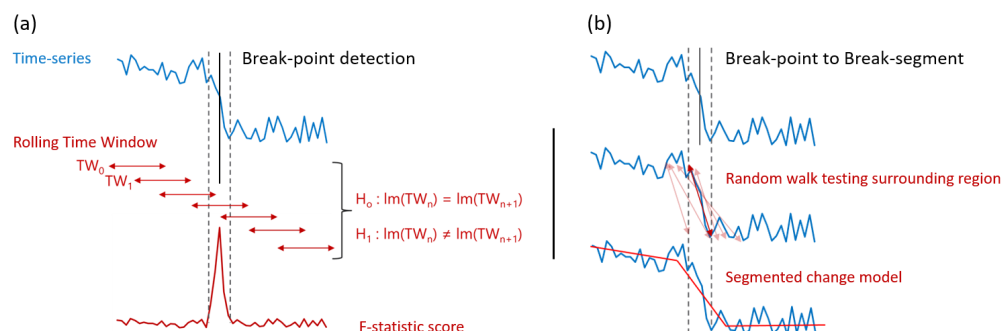 (a)
Time-series
Break-point detection
Rolling Time Window
TW0
TW1
Ho : lm(TWn) = lm(TWn+1)
H1 : lm(TWn) ≠ lm(TWn+1)
F-statistic score
(b)
Break-point to Break-segment
Random walk testing surrounding region
Segmented change model